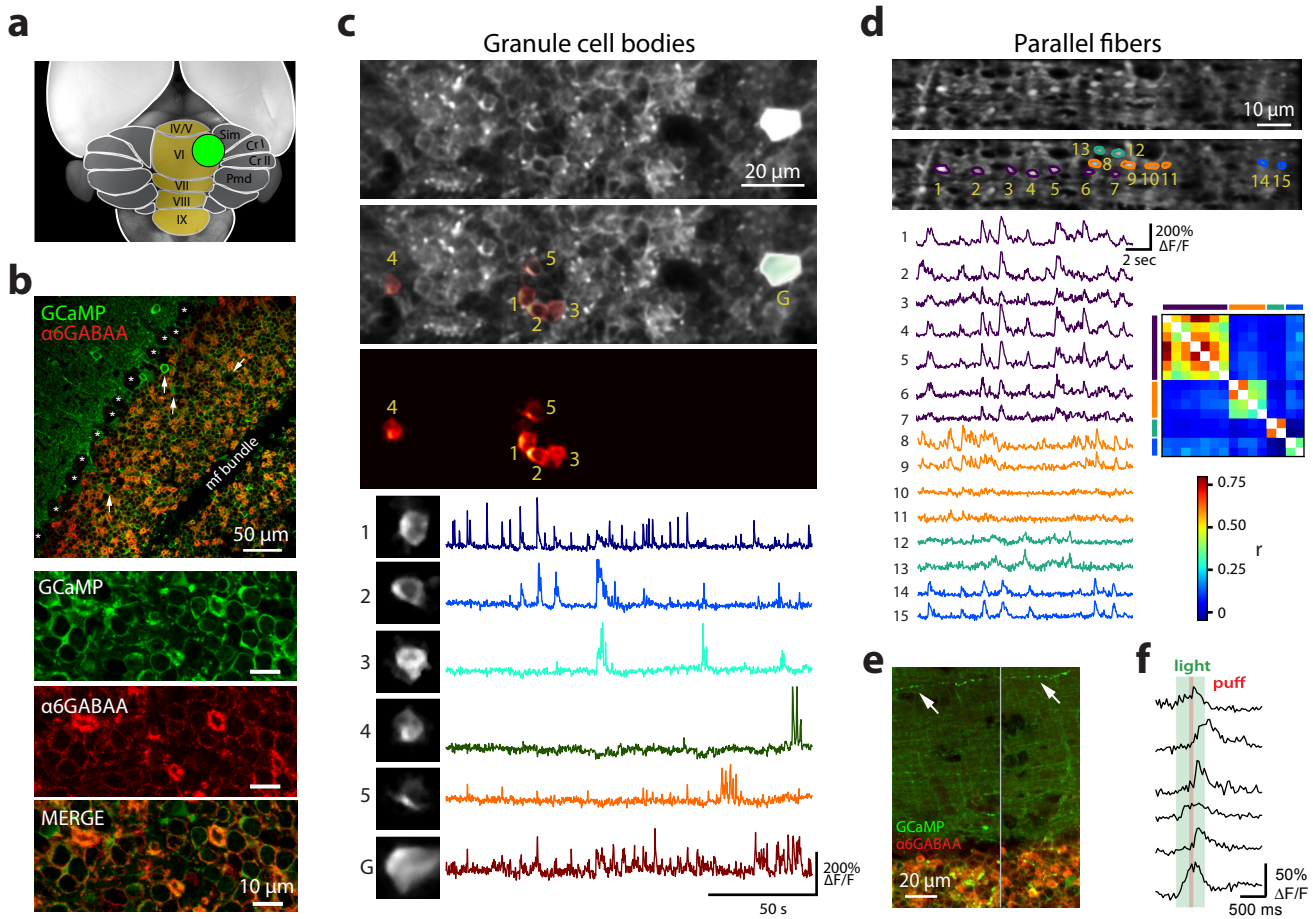 a
IV/V
Sim
Cr I
VI
Cr II
VII
Pmd
VIII
IX
b
GCaMP
α6GABAA
*
*
*
*
*
*
*
*
*
*
*
mf bundle
50 µm
GCaMP
α6GABAA
MERGE
10 µm
c
Granule cell bodies
20 µm
4
5
1
2
3
G
4
5
1
2
3
1
2
3
4
5
G
200%
ΔF/F
50 s
d
Parallel fibers
10 µm
13
12
8
1
2
3
4
5
6
7
9
10
11
14
15
1
200%
ΔF/F
2 sec
2
3
4
5
6
7
8
9
10
11
12
13
14
15
0.75
0.50
r
0.25
0
e
GCaMP
α6GABAA
20 µm
f
light
puff
50%
ΔF/F
500 ms